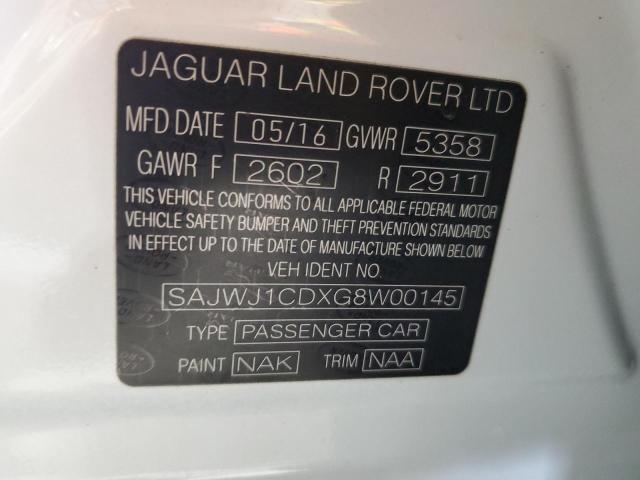 JAGUAR LAND ROVER LTD
MFD DATE 05/16 GVWR 5358
GAWR F 2602 R 2911
THIS VEHICLE CONFORMS TO ALL APPLICABLE FEDERAL MOTOR
VEHICLE SAFETY BUMPER AND THEFT PREVENTION STANDARDS
IN EFFECT UP TO THE DATE OF MANUFACTURE SHOWN BELOW
VEH IDENT NO.
SAJWJ1CDXG8W00145
TYPE PASSENGER CAR
PAINT NAK TRIM NAA